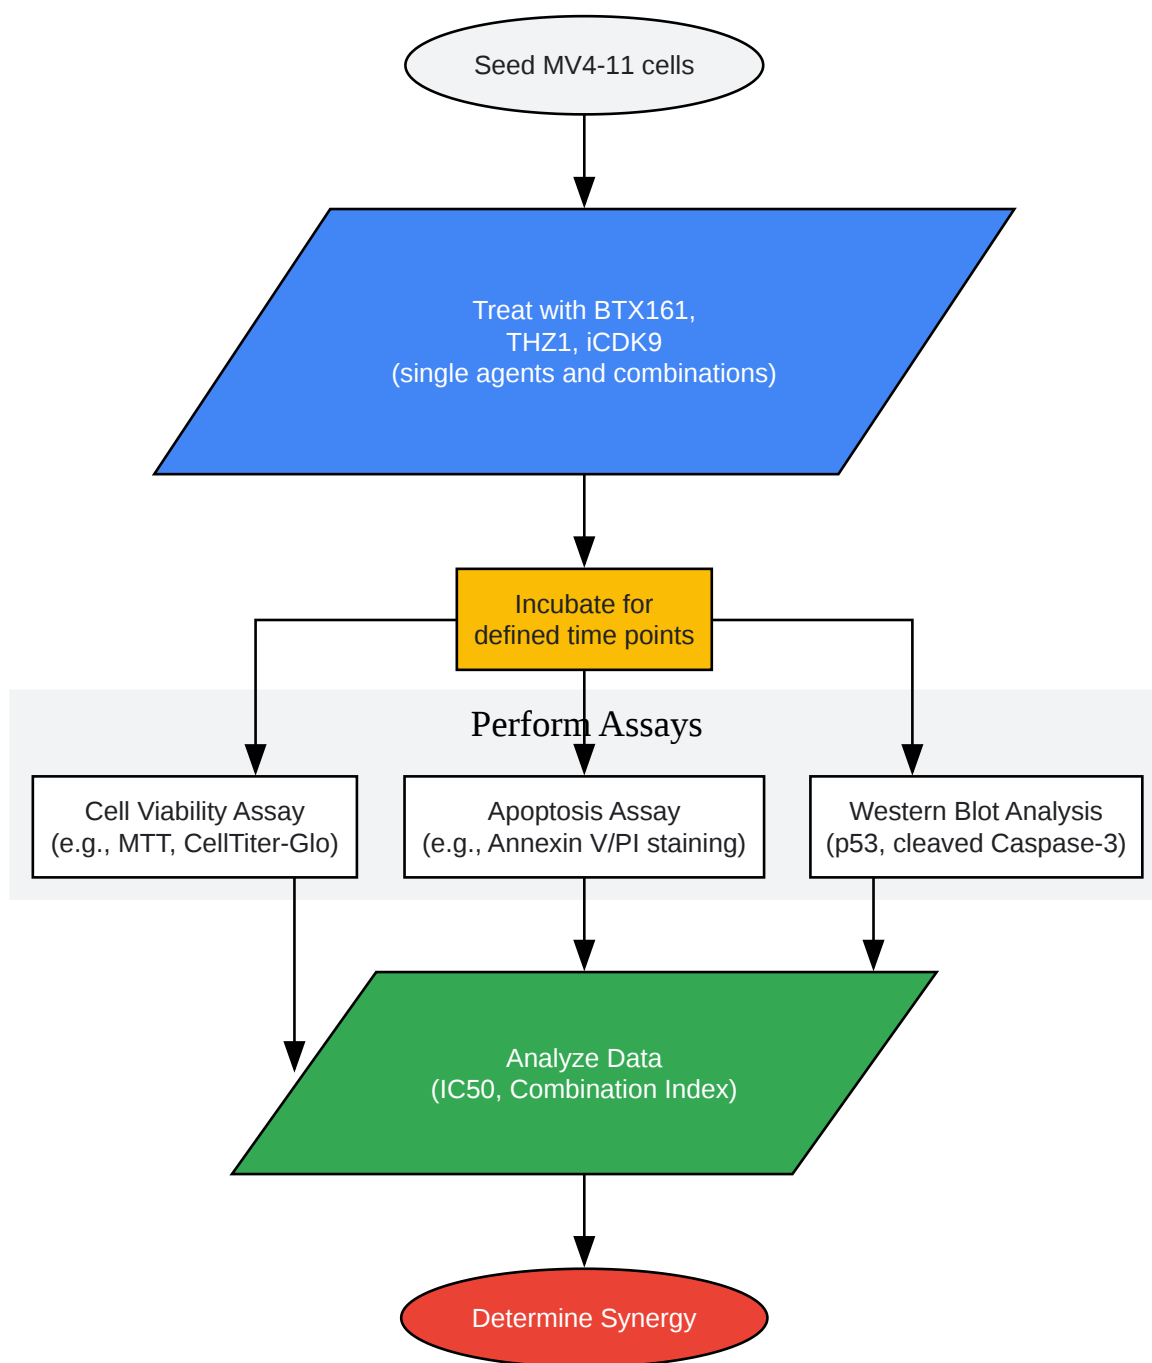 Seed MV4-11 cells
Treat with BTX161,
THZ1, iCDK9
(single agents and combinations)
Incubate for
defined time points
Perform Assays
Cell Viability Assay
(e.g., MTT, CellTiter-Glo)
Apoptosis Assay
(e.g., Annexin V/PI staining)
Western Blot Analysis
(p53, cleaved Caspase-3)
Analyze Data
(IC50, Combination Index)
Determine Synergy